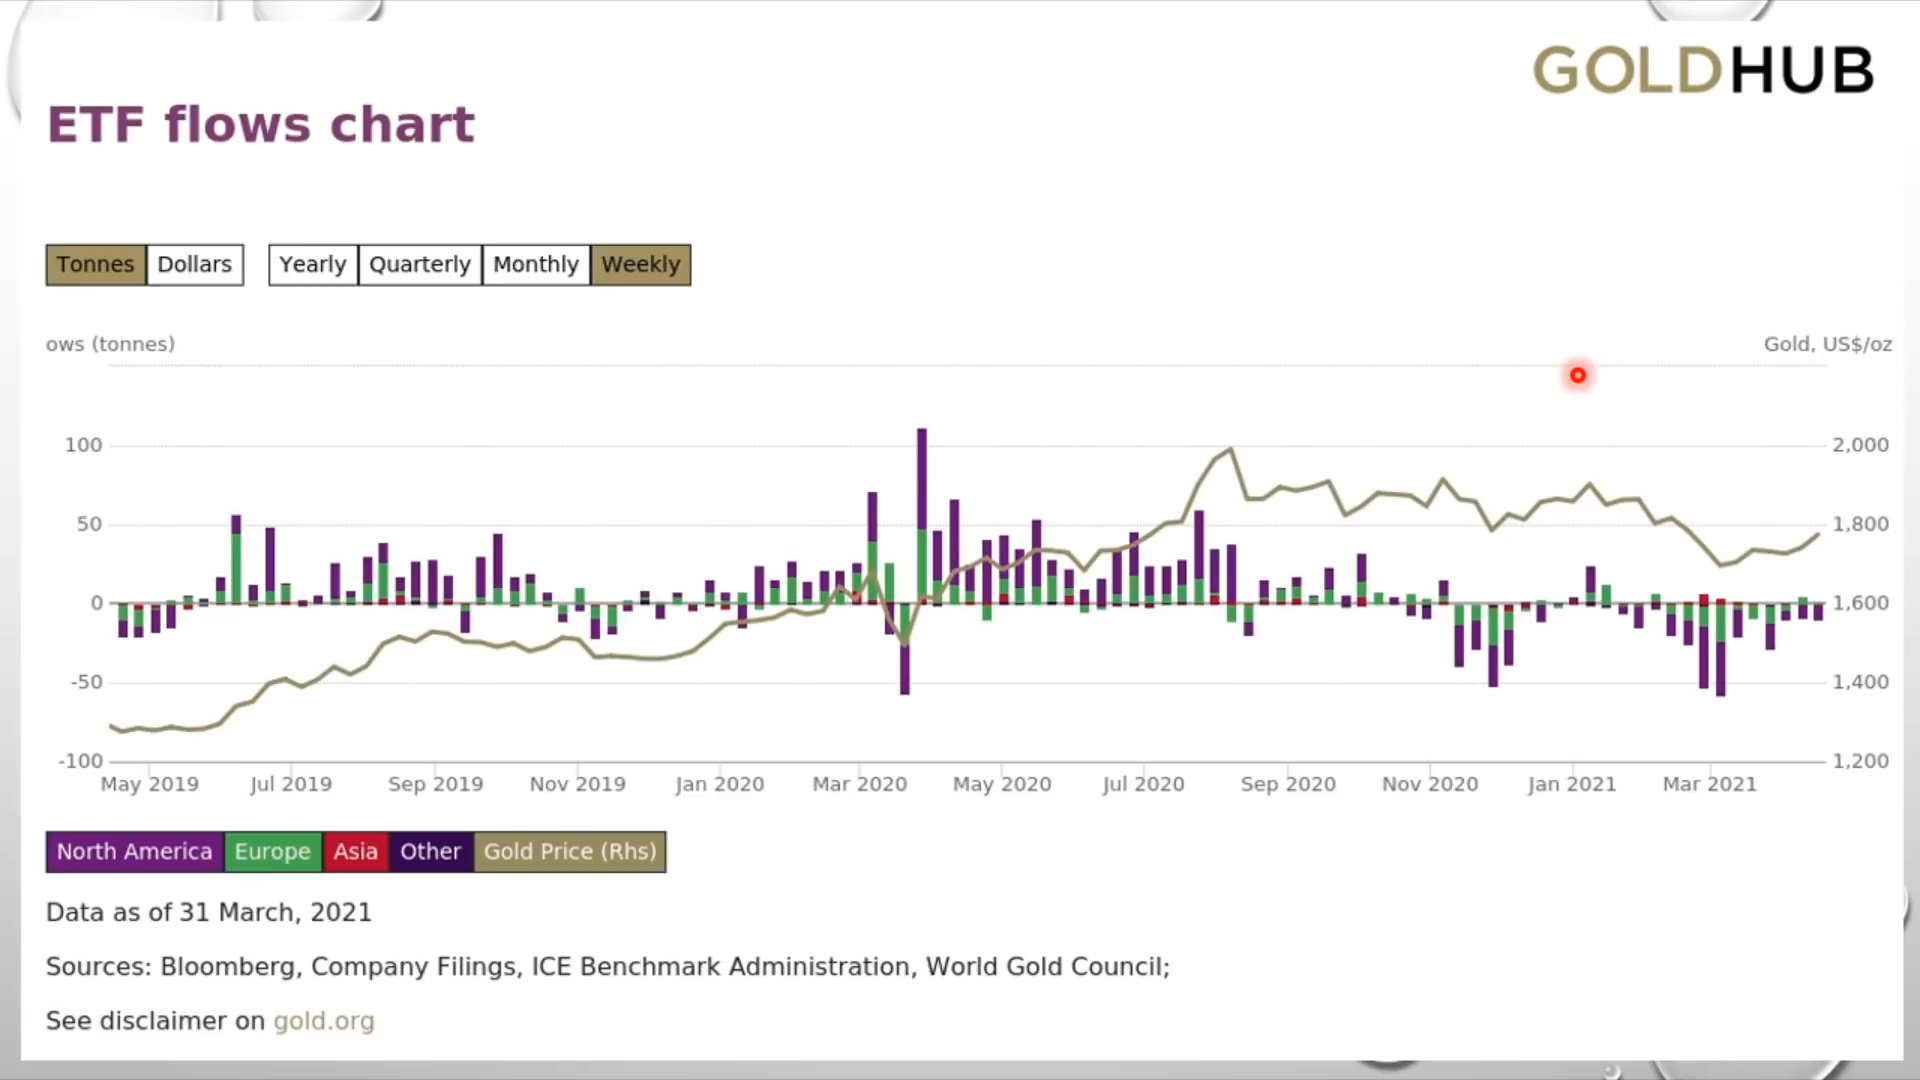 GOLDHUB
ETF flows chart
Tonnes Dollars Yearly Quarterly Monthly Weekly
ows (tonnes) Gold, US$/oz
100 2,000
50 1,800
0 1,600
-50 1,400
-100 1,200
May 2019 Jul 2019 Sep 2019 Nov 2019 Jan 2020 Mar 2020 May 2020 Jul 2020 Sep 2020 Nov 2020 Jan 2021 Mar 2021
North America Europe Asia Other Gold Price (Rhs)
Data as of 31 March, 2021
Sources: Bloomberg, Company Filings, ICE Benchmark Administration, World Gold Council;
See disclaimer on gold.org